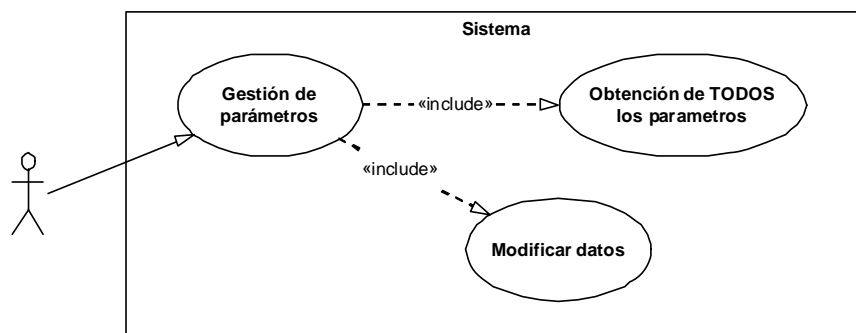 Sistema
Gestión de
parámetros
«include»
Obtención de TODOS
los parametros
«include»
Modificar datos